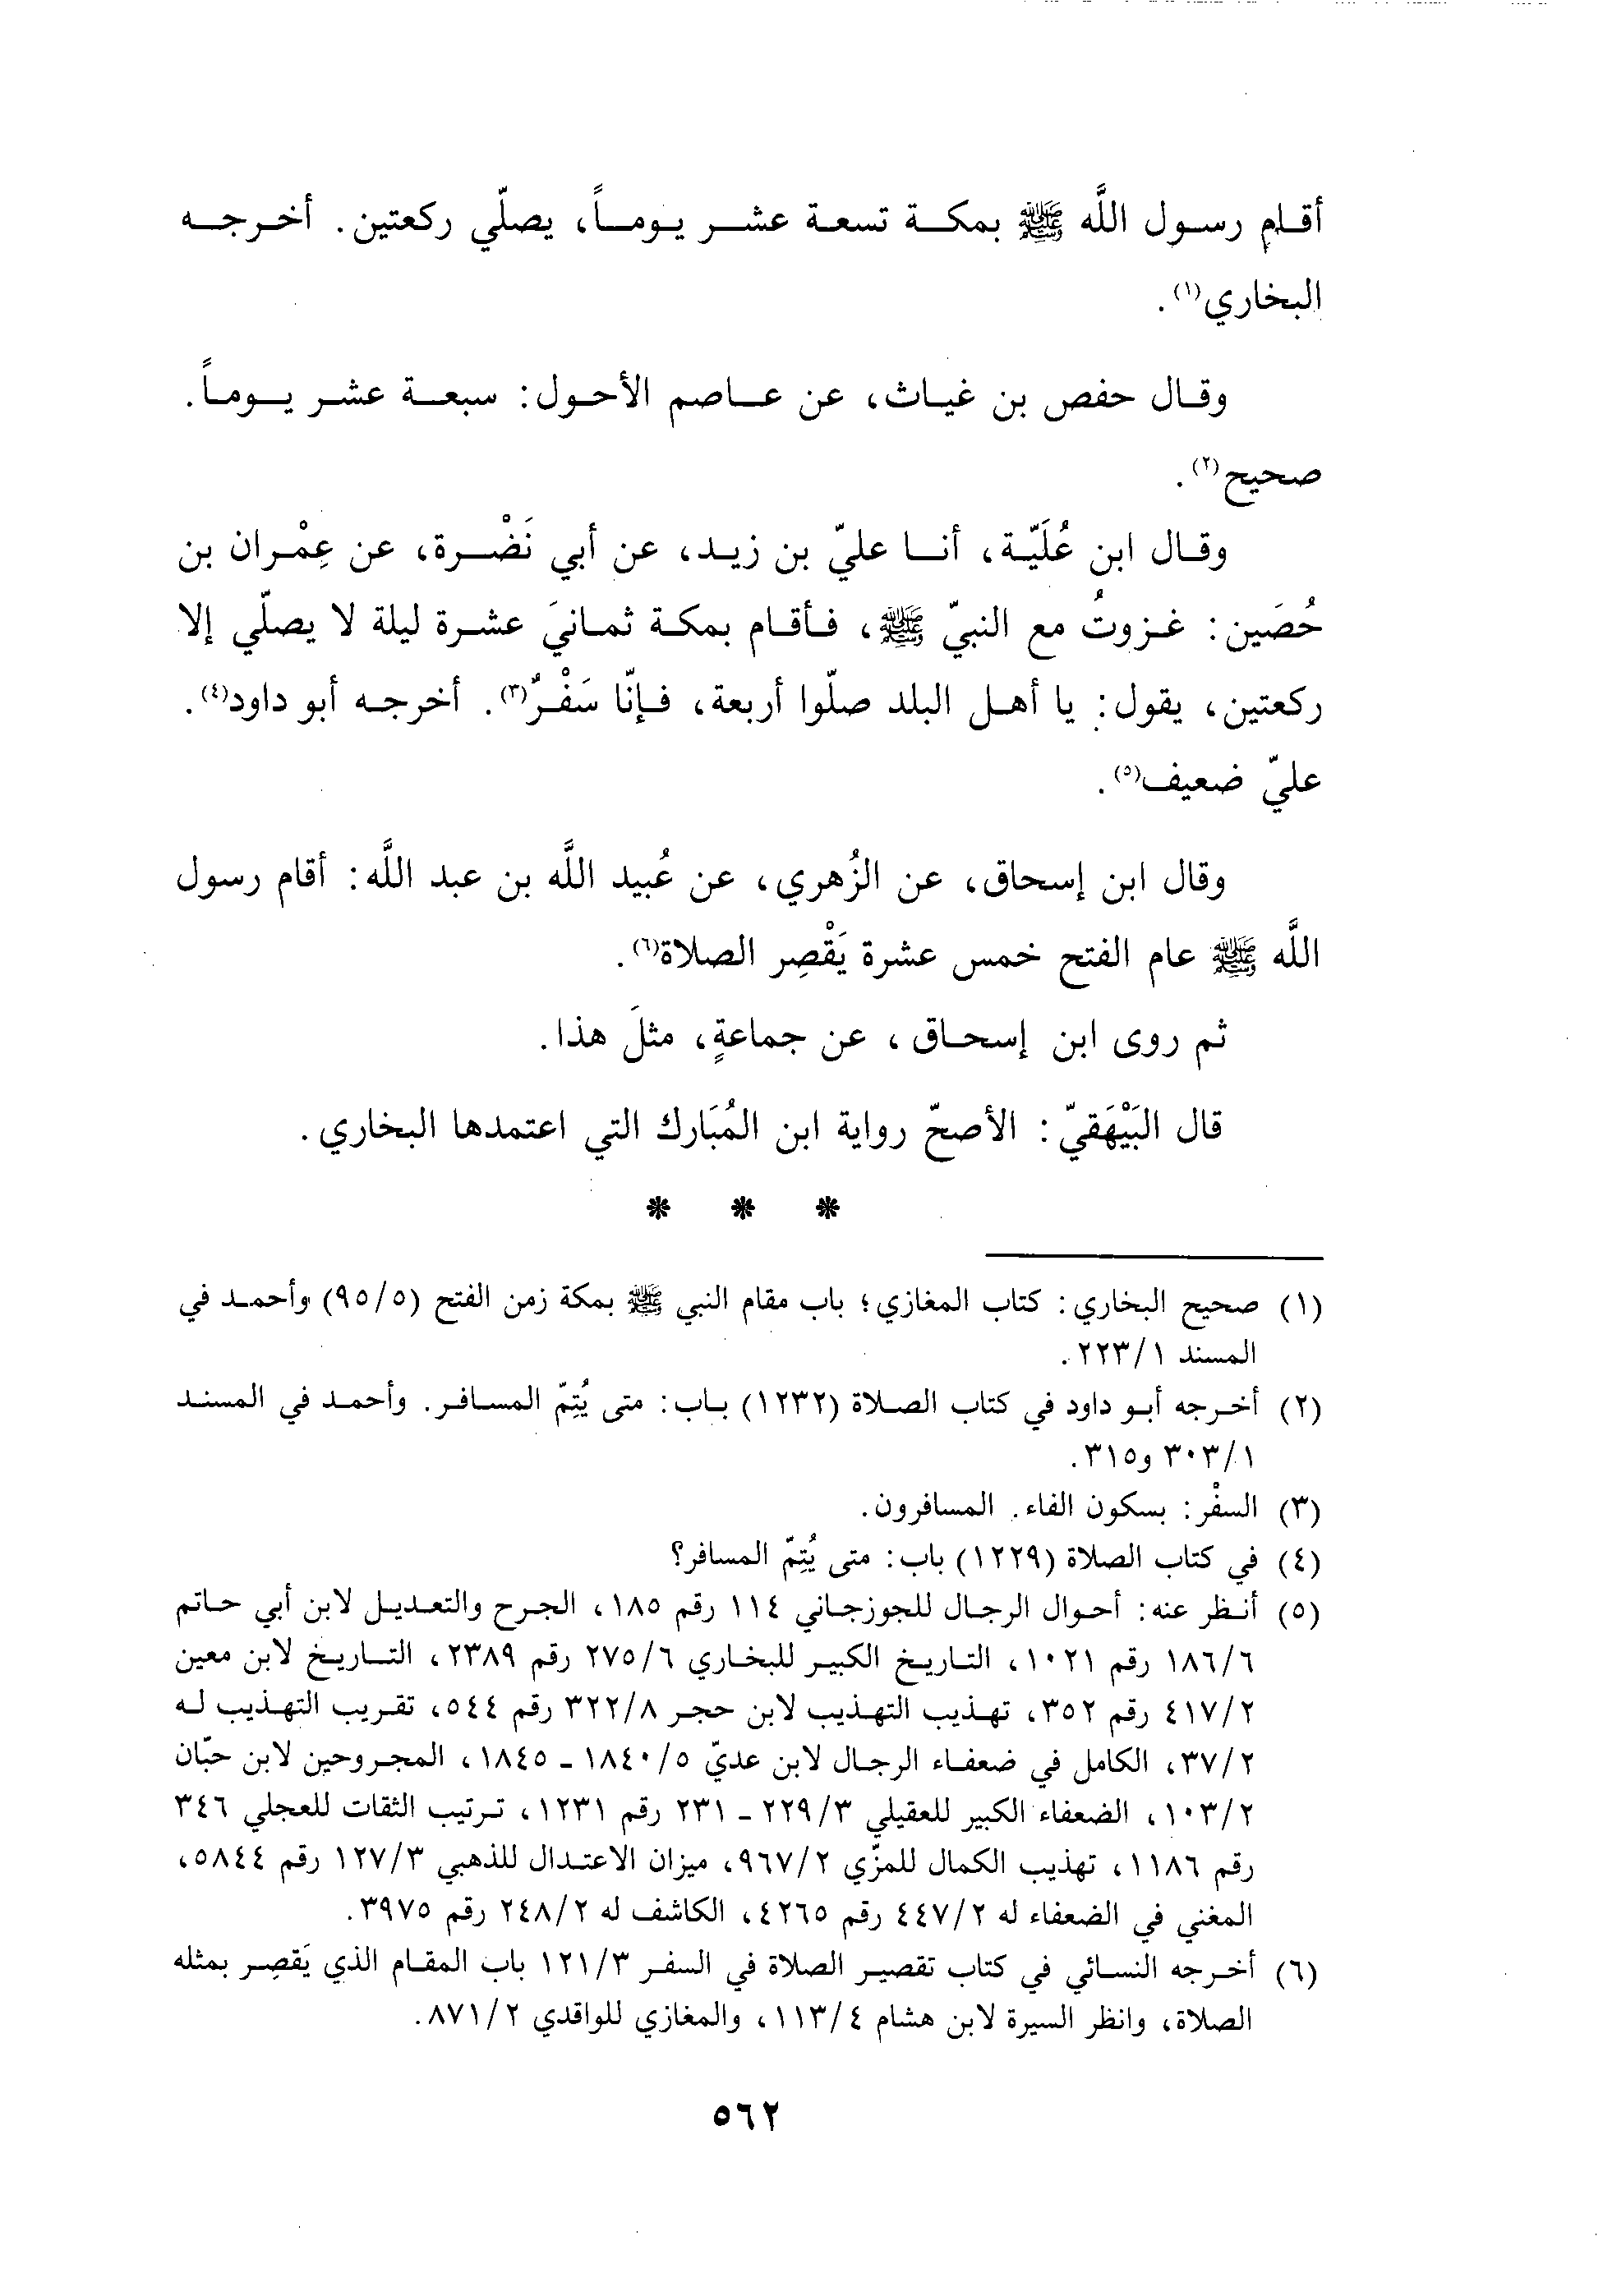 أقام رسول اللَّه ﷺ بمكة تسعة عشر يوماً، يصلّي ركعتين. أخرجه
البخاري(١).
وقال حفص بن غياث، عن عاصم الأحول: سبعة عشر يوماً.
صحيح(٢).
وقال ابن عُلَيّة، أنا عليّ بن زيد، عن أبي نَضْرة، عن عِمْران بن
حُصَين: غزوتُ مع النبيّ ﷺ، فأقام بمكة ثمانيَ عشرة ليلة لا يصلّي إلا
ركعتين، يقول: يا أهل البلد صلّوا أربعة، فإنّا سَفْرٌ(٣). أخرجه أبو داود(٤).
عليّ ضعيف(٥).
وقال ابن إسحاق، عن الزُهري، عن عُبيد اللَّه بن عبد اللَّه: أقام رسول
اللَّه ﷺ عام الفتح خمس عشرة يَقْصِر الصلاة(٦).
ثم روى ابن إسحاق، عن جماعةٍ، مثلَ هذا.
قال البَيْهَقيّ: الأصحّ رواية ابن المُبَارك التي اعتمدها البخاري.
* * *
(١) صحيح البخاري: كتاب المغازي؛ باب مقام النبي ﷺ بمكة زمن الفتح (٩٥/٥) وأحمد في
المسند ٢٢٣/١.
(٢) أخرجه أبو داود في كتاب الصلاة (١٢٣٢) باب: متى يُتِمّ المسافر. وأحمد في المسند
٣٠٣/١ و٣١٥.
(٣) السفْر: بسكون الفاء. المسافرون.
(٤) في كتاب الصلاة (١٢٢٩) باب: متى يُتِمّ المسافر؟
(٥) أنظر عنه: أحوال الرجال للجوزجاني ١١٤ رقم ١٨٥، الجرح والتعديل لابن أبي حاتم
١٨٦/٦ رقم ١٠٢١، التاريخ الكبير للبخاري ٢٧٥/٦ رقم ٢٣٨٩، التاريخ لابن معين
٤١٧/٢ رقم ٣٥٢، تهذيب التهذيب لابن حجر ٣٢٢/٨ رقم ٥٤٤، تقريب التهذيب له
٣٧/٢، الكامل في ضعفاء الرجال لابن عديّ ١٨٤٠/٥ ـ ١٨٤٥، المجروحين لابن حبّان
١٠٣/٢، الضعفاء الكبير للعقيلي ٢٢٩/٣ ـ ٢٣١ رقم ١٢٣١، ترتيب الثقات للعجلي ٣٤٦
رقم ١١٨٦، تهذيب الكمال للمزّي ٩٦٧/٢، ميزان الاعتدال للذهبي ١٢٧/٣ رقم ٥٨٤٤،
المغني في الضعفاء له ٤٤٧/٢ رقم ٤٢٦٥، الكاشف له ٢٤٨/٢ رقم ٣٩٧٥.
(٦) أخرجه النسائي في كتاب تقصير الصلاة في السفر ١٢١/٣ باب المقام الذي يَقصِر بمثله
الصلاة، وانظر السيرة لابن هشام ١١٣/٤، والمغازي للواقدي ٨٧١/٢.
٥٦٢